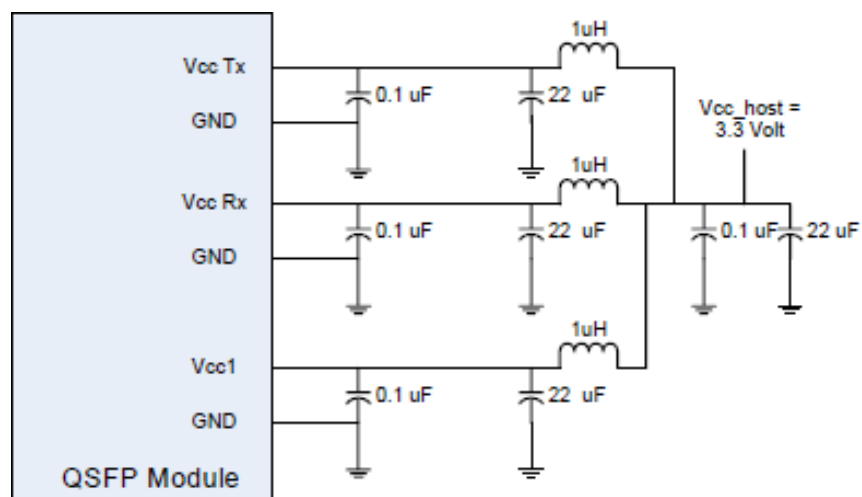 1uH
Vcc Tx
0.1 uF
22 uF
GND
Vcc_host =
3.3 Volt
1uH
Vcc Rx
0.1 uF
22 uF
0.1 uF
22 uF
GND
1uH
Vcc1
0.1 uF
22 uF
GND
QSFP Module